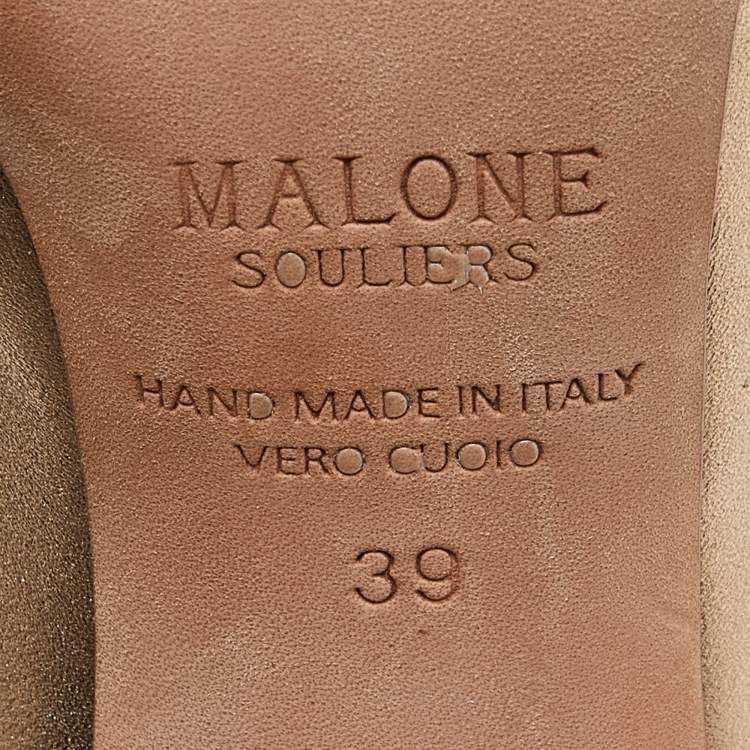 MALONE
SOULIERS
HAND MADE IN ITALY
VERO CUOIO
39